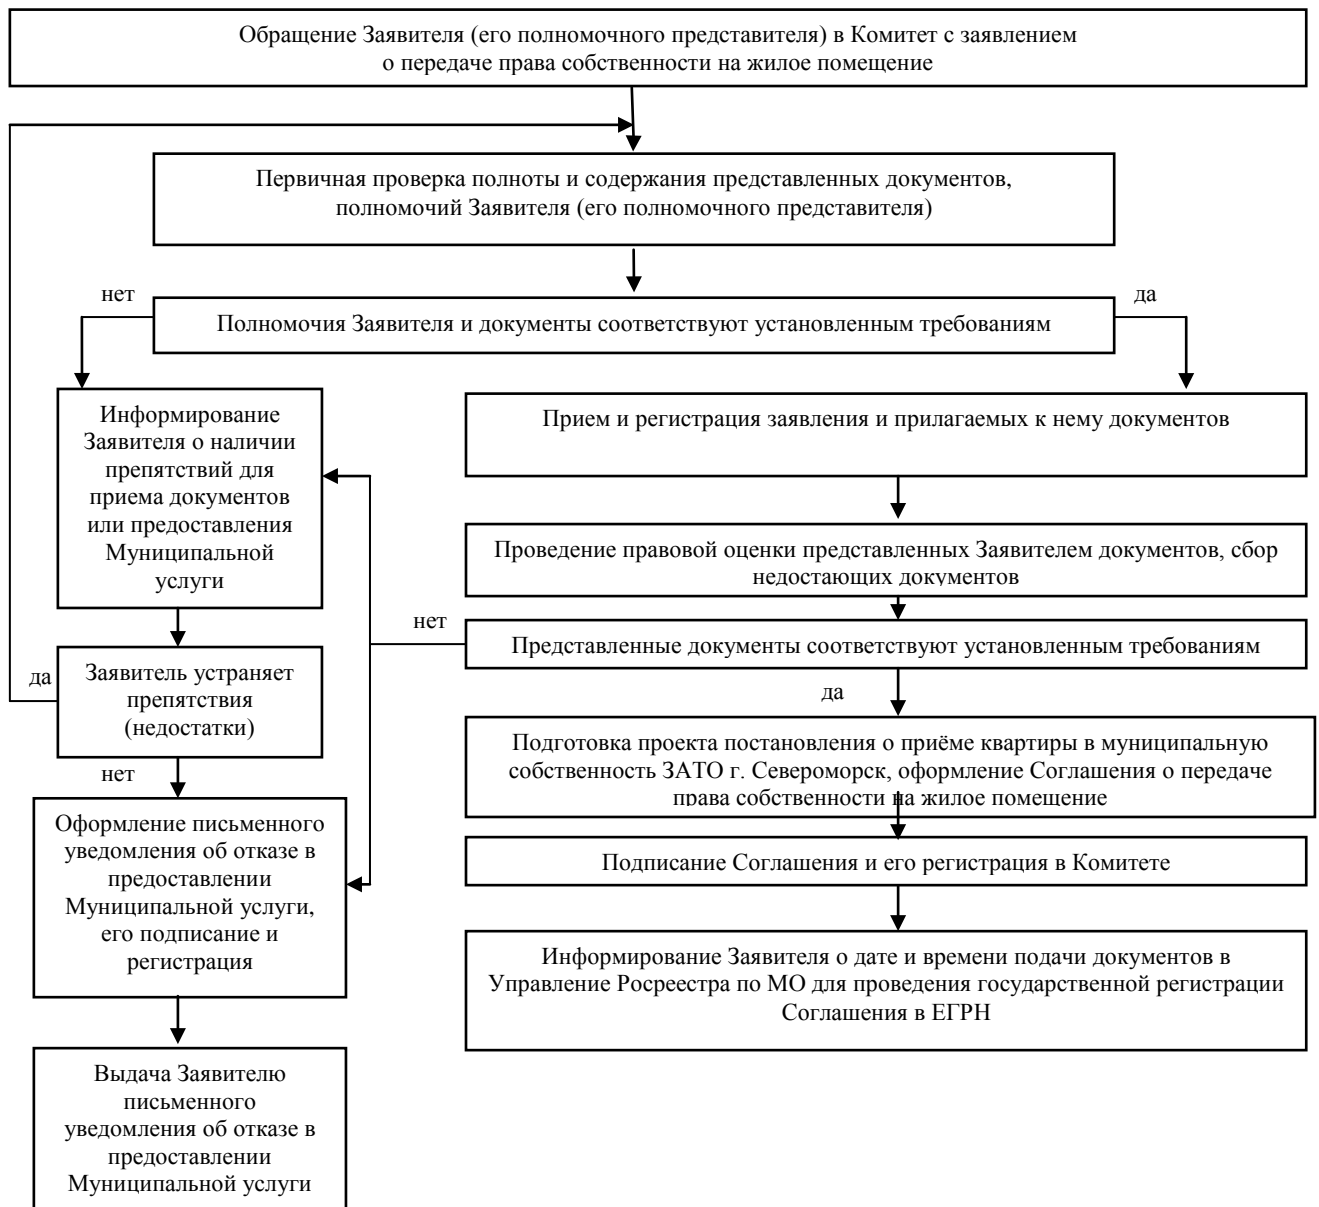 Обращение Заявителя (его полномочного представителя) в Комитет с заявлением
о передаче права собственности на жилое помещение
Первичная проверка полноты и содержания представленных документов,
полномочий Заявителя (его полномочного представителя)
нет
да
Полномочия Заявителя и документы соответствуют установленным требованиям
Информирование
Заявителя о наличии
препятствий для
приема документов
или предоставления
Муниципальной
услуги
Прием и регистрация заявления и прилагаемых к нему документов
Проведение правовой оценки представленных Заявителем документов, сбор
недостающих документов
нет
Представленные документы соответствуют установленным требованиям
да
Заявитель устраняет
препятствия
(недостатки)
да
нет
Подготовка проекта постановления о приёме квартиры в муниципальную
собственность ЗАТО г. Североморск, оформление Соглашения о передаче
права собственности на жилое помещение
Оформление письменного
уведомления об отказе в
предоставлении
Муниципальной услуги,
его подписание и
регистрация
Подписание Соглашения и его регистрация в Комитете
Информирование Заявителя о дате и времени подачи документов в
Управление Росреестра по МО для проведения государственной регистрации
Соглашения в ЕГРН
Выдача Заявителю
письменного
уведомления об отказе в
предоставлении
Муниципальной услуги